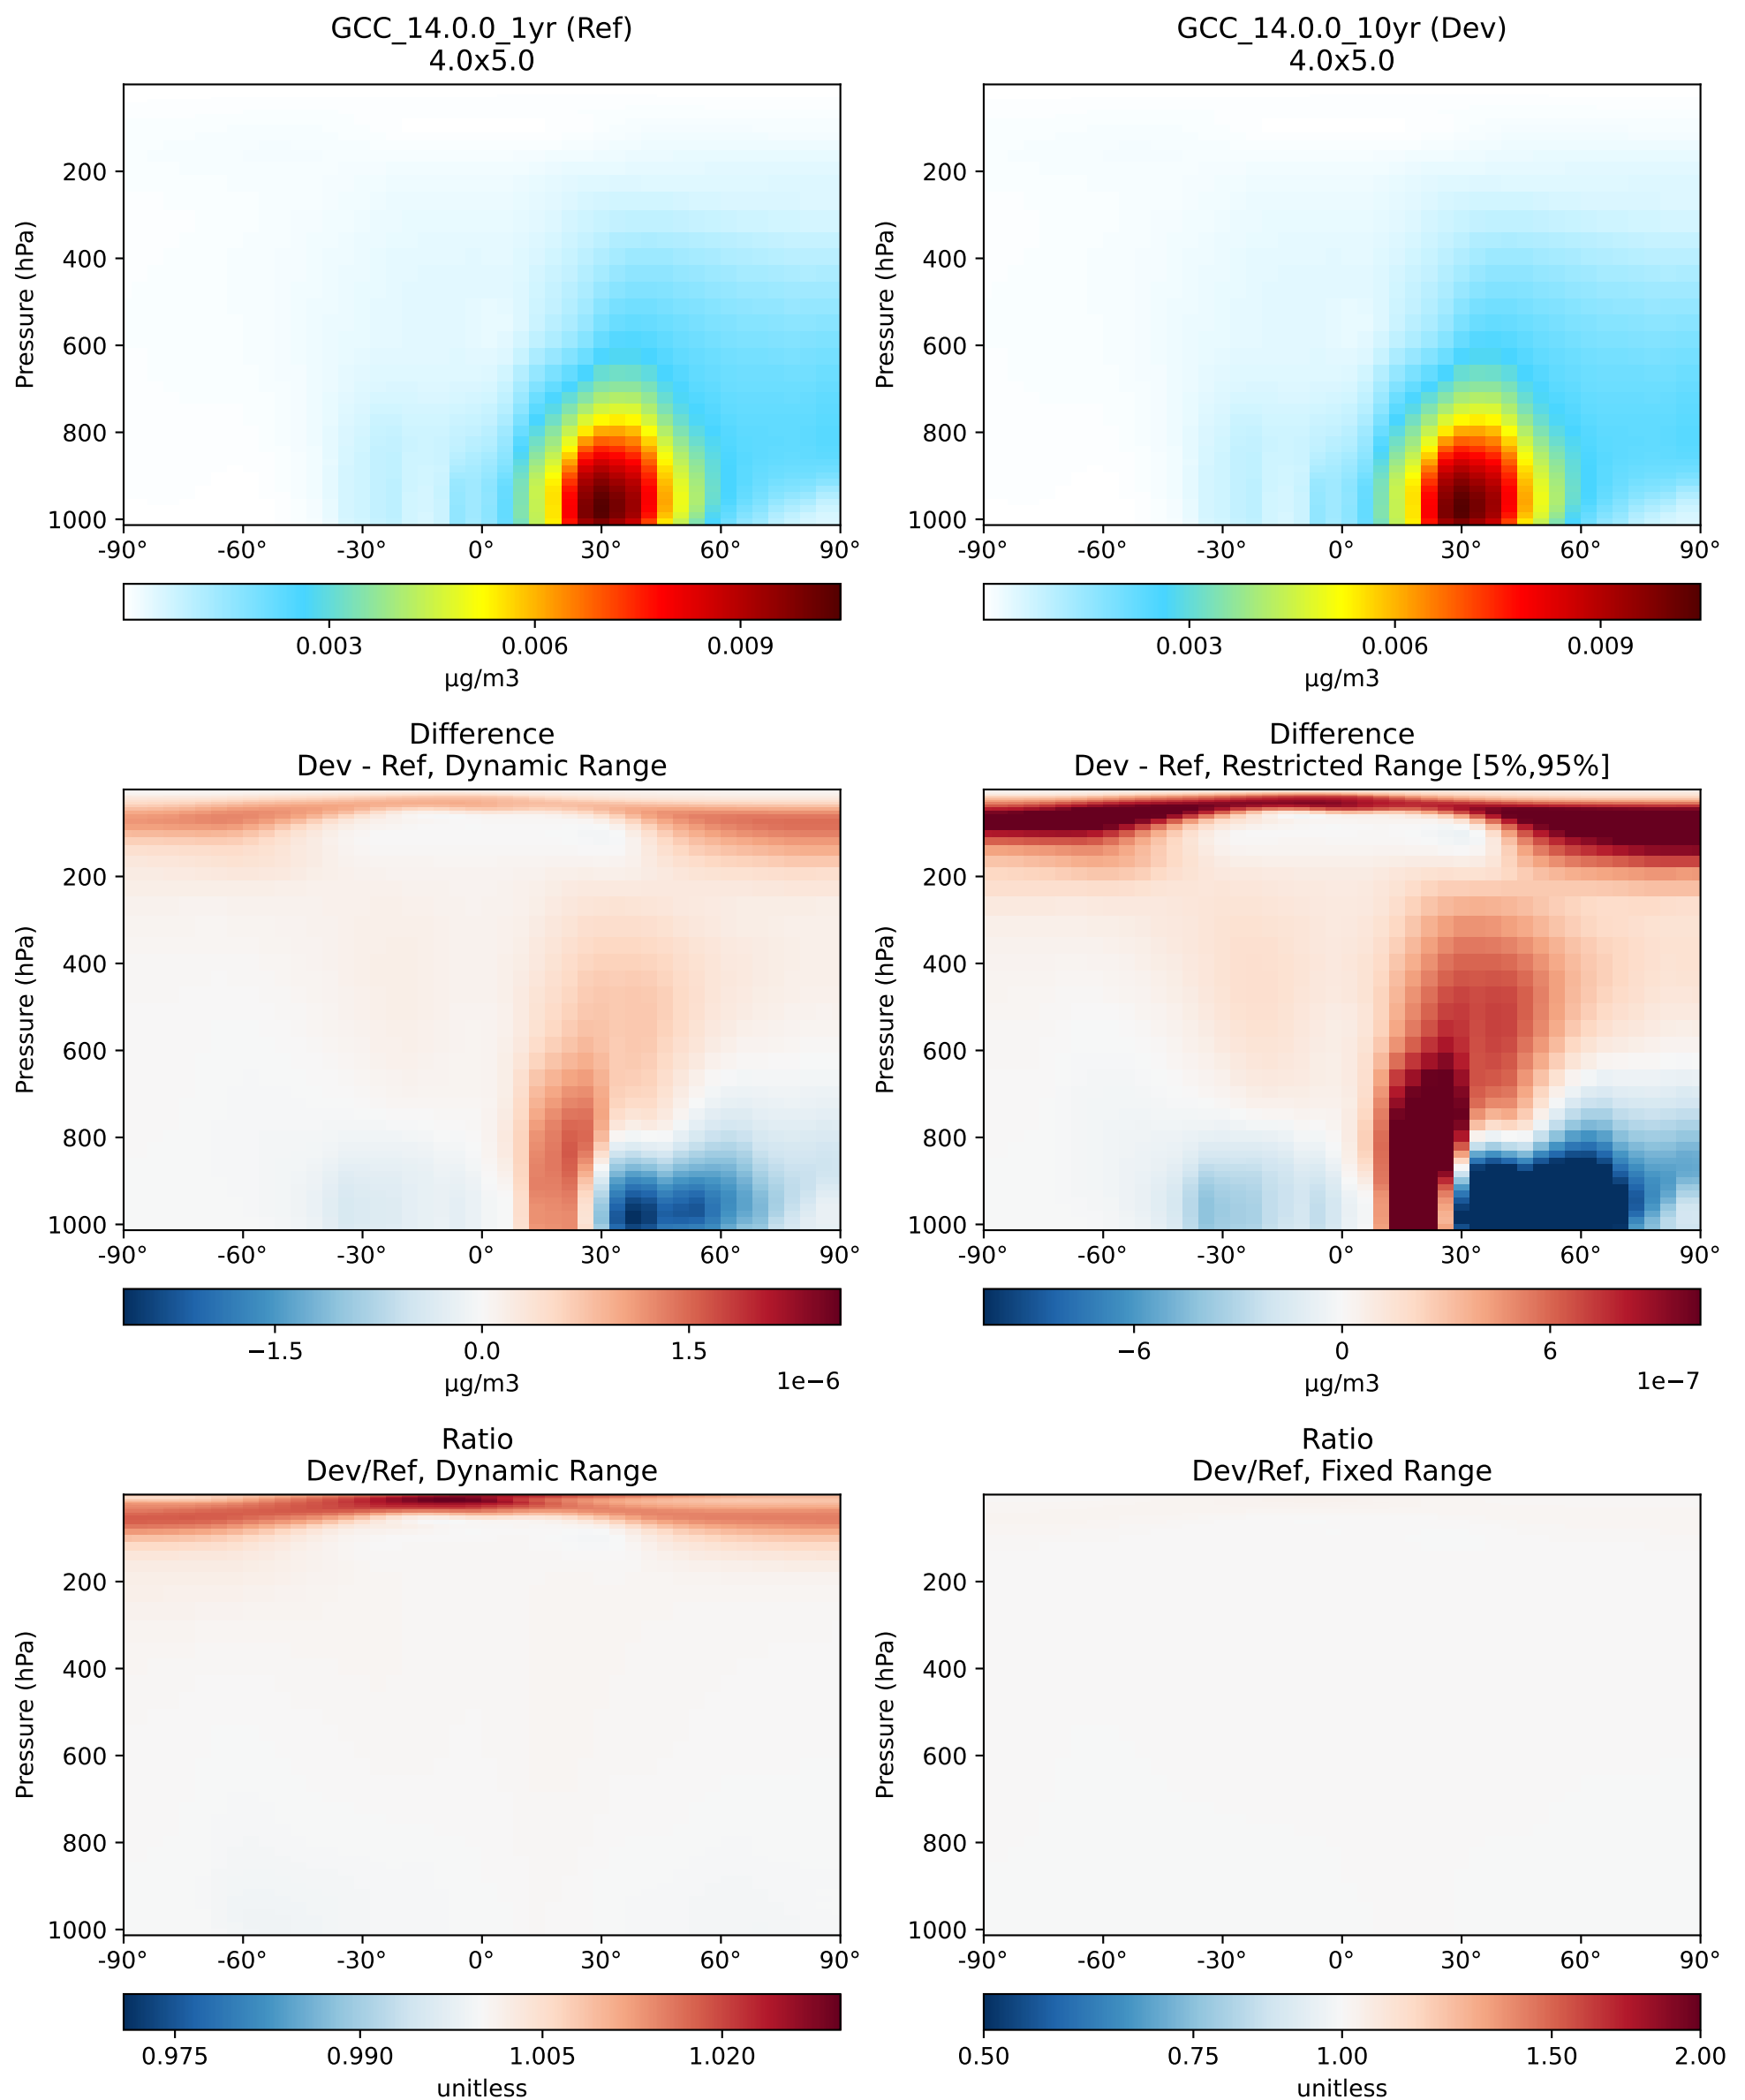 GCC_14.0.0_1yr (Ref)
4.0x5.0
Pressure (hPa)
200
400
600
800
1000
-90° -60° -30° 0° 30° 60° 90°
0.003 0.006 0.009
µg/m3
GCC_14.0.0_10yr (Dev)
4.0x5.0
Pressure (hPa)
200
400
600
800
1000
-90° -60° -30° 0° 30° 60° 90°
0.003 0.006 0.009
µg/m3
Difference
Dev - Ref, Dynamic Range
Pressure (hPa)
200
400
600
800
1000
-90° -60° -30° 0° 30° 60° 90°
−1.5 0.0 1.5
µg/m3
1e−6
Difference
Dev - Ref, Restricted Range [5%,95%]
Pressure (hPa)
200
400
600
800
1000
-90° -60° -30° 0° 30° 60° 90°
−6 0 6
µg/m3
1e−7
Ratio
Dev/Ref, Dynamic Range
Pressure (hPa)
200
400
600
800
1000
-90° -60° -30° 0° 30° 60° 90°
0.975 0.990 1.005 1.020
unitless
Ratio
Dev/Ref, Fixed Range
Pressure (hPa)
200
400
600
800
1000
-90° -60° -30° 0° 30° 60° 90°
0.50 0.75 1.00 1.50 2.00
unitless